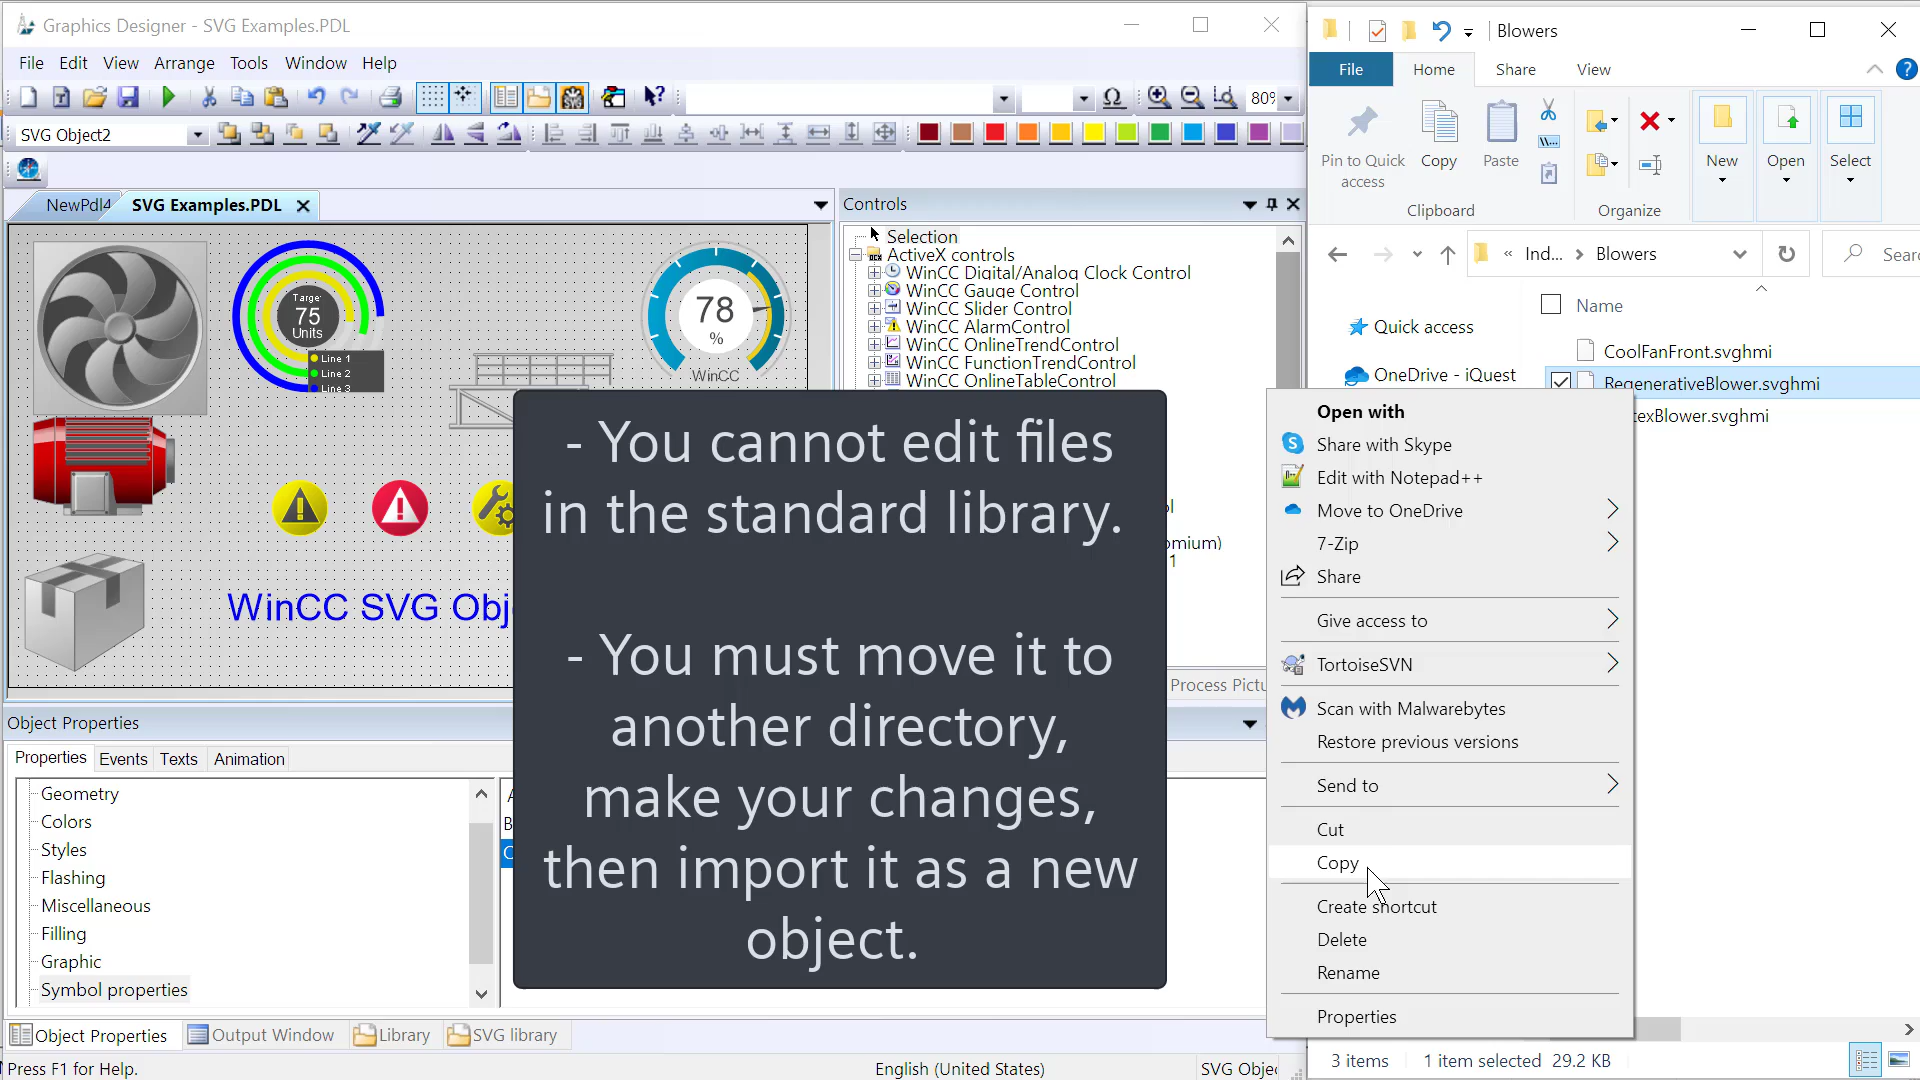 Graphics Designer - SVG Examples.PDL
File Edit View Arrange Tools Window Help
80%
SVG Object2
NewPdl4 SVG Examples.PDL
Targe
75
Units
Line 1
Line 2
Line 3
78
%
WinCC
WinCC SVG Obj
Controls
Selection
ActiveX controls
WinCC Digital/Analog Clock Control
WinCC Gauge Control
WinCC Slider Control
WinCC AlarmControl
WinCC OnlineTrendControl
WinCC FunctionTrendControl
WinCC OnlineTableControl
omium)
1
Process Pictu
- You cannot edit files
in the standard library.
- You must move it to
another directory,
make your changes,
then import it as a new
object.
Object Properties
Properties Events Texts Animation
Geometry
Colors
Styles
Flashing
Miscellaneous
Filling
Graphic
Symbol properties
Object Properties Output Window Library SVG library
Press F1 for Help. English (United States) SVG Objec
Blowers
File Home Share View
Pin to Quick
access
Copy Paste New Open Select
Clipboard Organize
« Ind... > Blowers
Searc
Name
Quick access
OneDrive - iQuest
CoolFanFront.svghmi
RegenerativeBlower.svghmi
texBlower.svghmi
Open with
Share with Skype
Edit with Notepad++
Move to OneDrive
7-Zip
Share
Give access to
TortoiseSVN
Scan with Malwarebytes
Restore previous versions
Send to
Cut
Copy
Create shortcut
Delete
Rename
Properties
3 items 1 item selected 29.2 KB